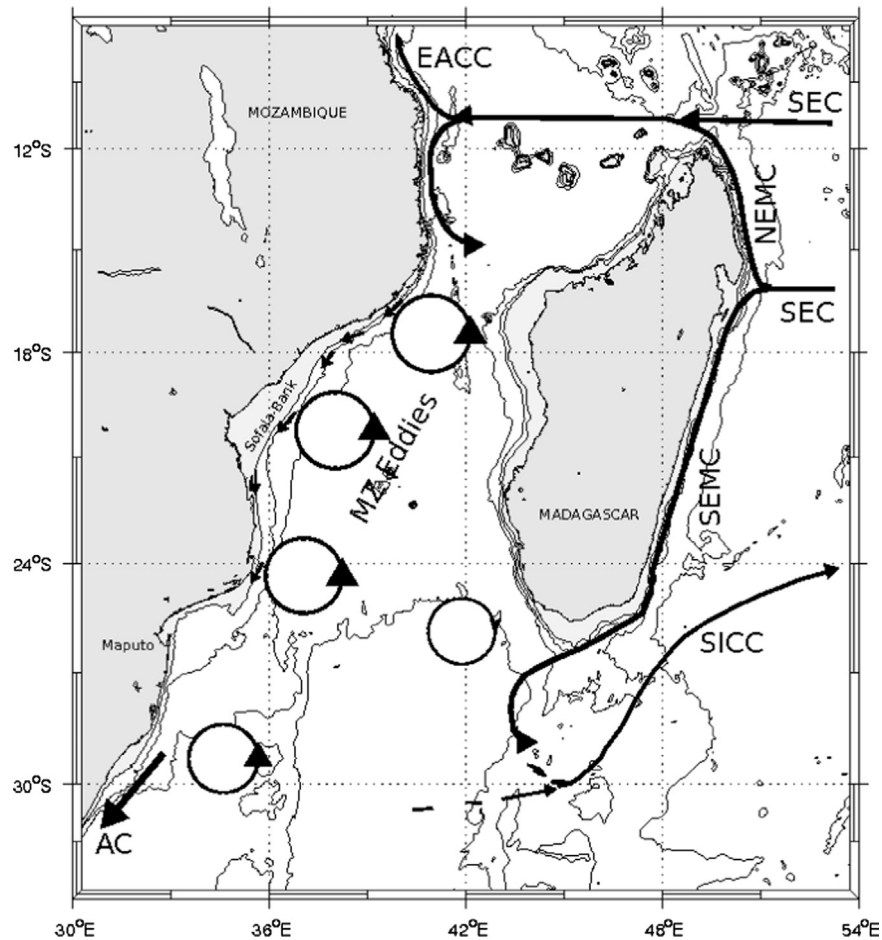 EACC
SEC
MOZAMBIQUE
12°S
NEMC
SEC
18°S
Sofala-Bank
MZ Eddies
SEMC
MADAGASCAR
24°S
Maputo
SICC
30°S
AC
30°E
36°E
42°E
48°E
54°E